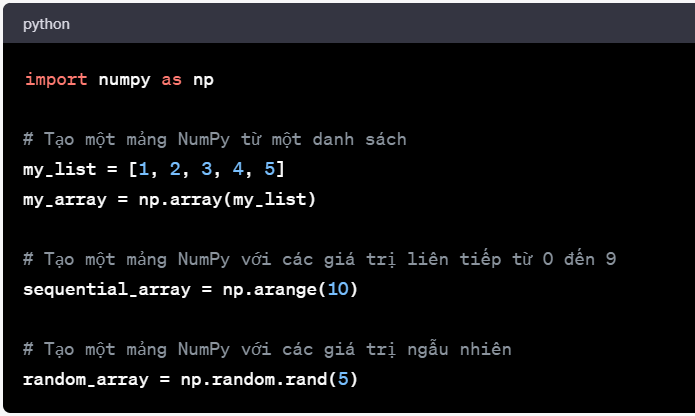 python
import numpy as np
# Tạo một mảng NumPy từ một danh sách
my_list = [1, 2, 3, 4, 5]
my_array = np.array(my_list)
# Tạo một mảng NumPy với các giá trị liên tiếp từ 0 đến 9
sequential_array = np.arange(10)
# Tạo một mảng NumPy với các giá trị ngẫu nhiên
random_array = np.random.rand(5)